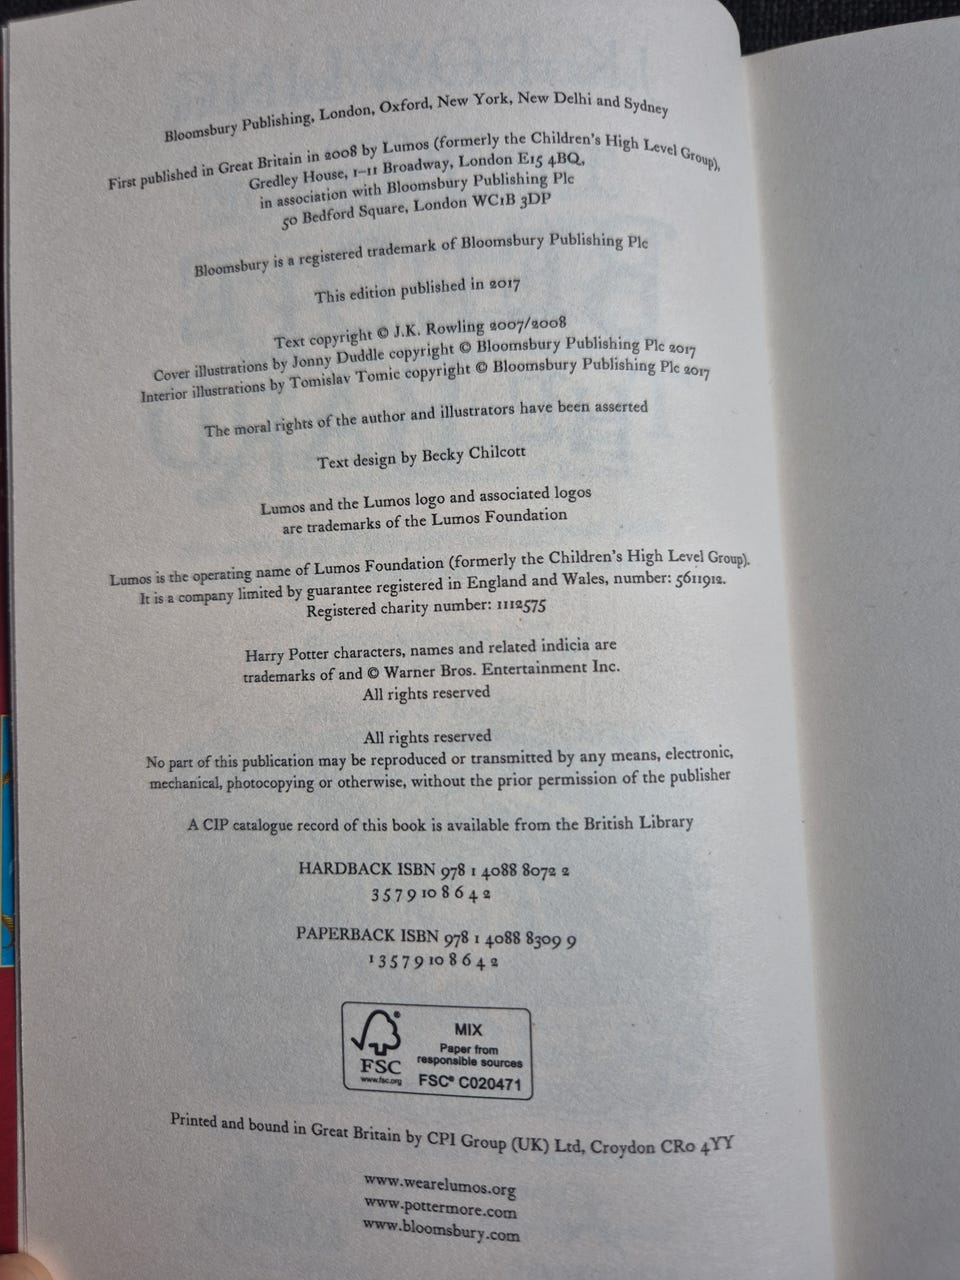 Bloomsbury Publishing, London, Oxford, New York, New Delhi and Sydney
First published in Great Britain in 2008 by Lumos (formerly the Children's High Level Group),
Gredley House, 1–11 Broadway, London E15 4BQ,
in association with Bloomsbury Publishing Plc
50 Bedford Square, London WC1B 3DP
Bloomsbury is a registered trademark of Bloomsbury Publishing Plc
This edition published in 2017
Text copyright © J.K. Rowling 2007/2008
Cover illustrations by Jonny Duddle copyright © Bloomsbury Publishing Plc 2017
Interior illustrations by Tomislav Tomic copyright © Bloomsbury Publishing Plc 2017
The moral rights of the author and illustrators have been asserted
Text design by Becky Chilcott
Lumos and the Lumos logo and associated logos
are trademarks of the Lumos Foundation
Lumos is the operating name of Lumos Foundation (formerly the Children's High Level Group).
It is a company limited by guarantee registered in England and Wales, number: 5611912.
Registered charity number: 1112575
Harry Potter characters, names and related indicia are
trademarks of and © Warner Bros. Entertainment Inc.
All rights reserved
All rights reserved
No part of this publication may be reproduced or transmitted by any means, electronic,
mechanical, photocopying or otherwise, without the prior permission of the publisher
A CIP catalogue record of this book is available from the British Library
HARDBACK ISBN 978 1 4088 8072 2
3 5 7 9 10 8 6 4 2
PAPERBACK ISBN 978 1 4088 8309 9
1 3 5 7 9 10 8 6 4 2
FSC
www.fsc.org
MIX
Paper from
responsible sources
FSC® C020471
Printed and bound in Great Britain by CPI Group (UK) Ltd, Croydon CR0 4YY
www.wearelumos.org
www.pottermore.com
www.bloomsbury.com